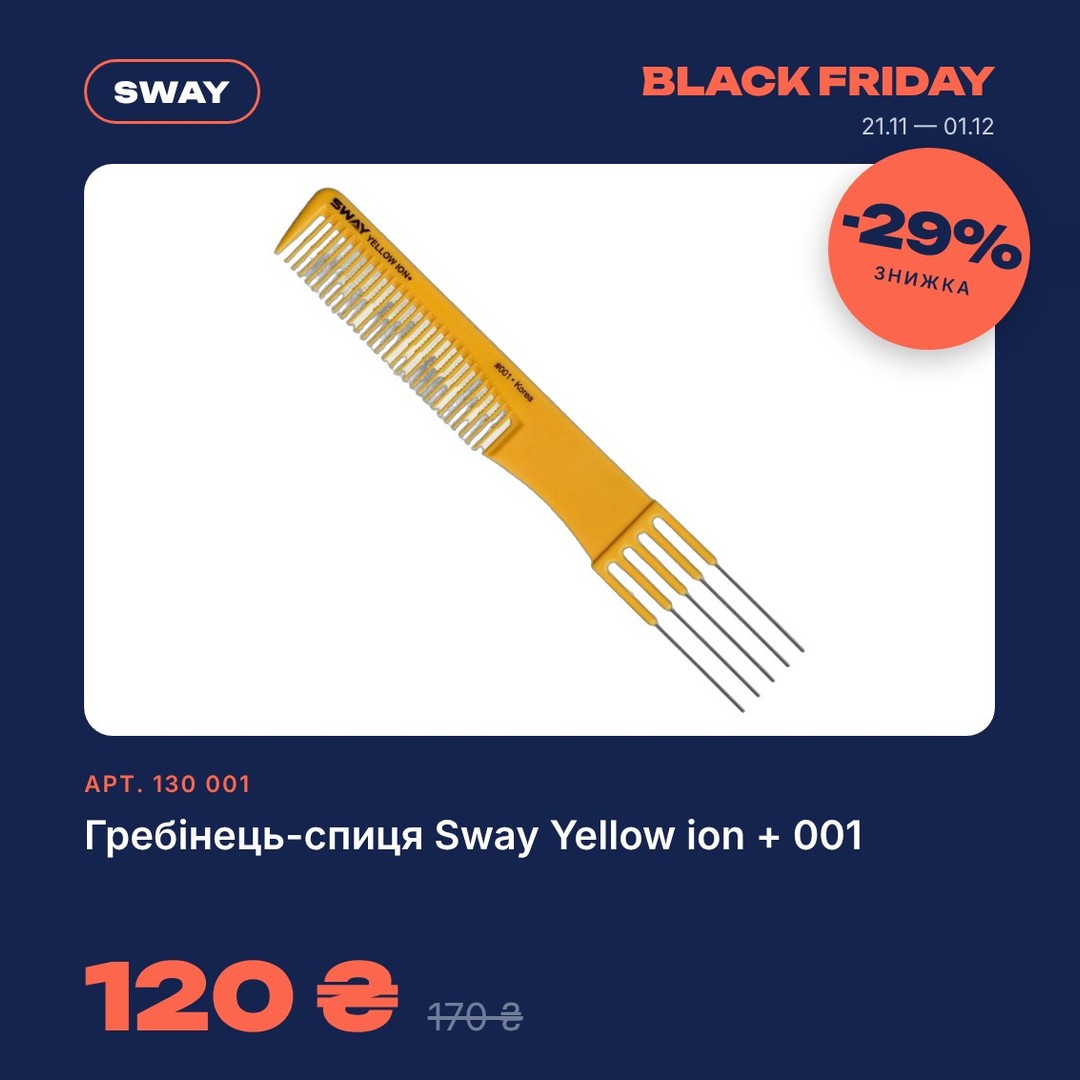 SWAY
BLACK FRIDAY
21.11 — 01.12
-29%
ЗНИЖКА
SWAY YELLOW ION+
#001 • Korea
АРТ. 130 001
Гребінець-спиця Sway Yellow ion + 001
120 ₴ 170 ₴